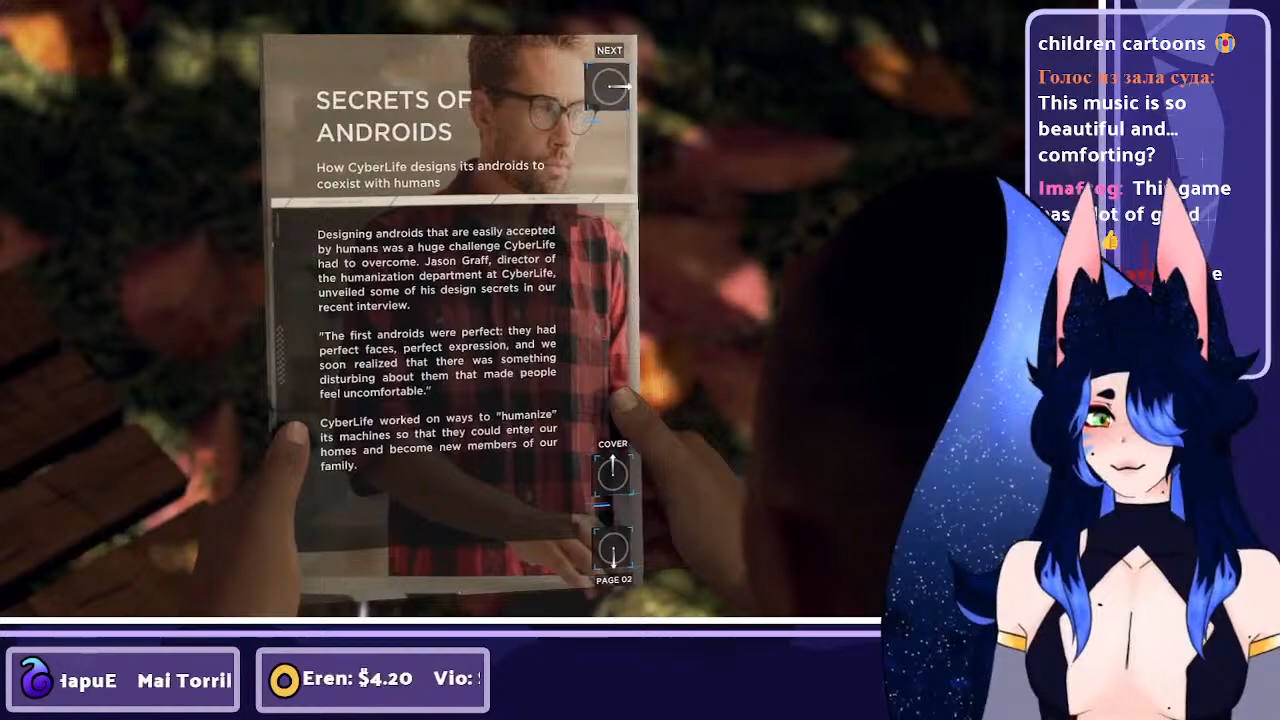 NEXT
SECRETS OF
ANDROIDS
How CyberLife designs its androids to
coexist with humans
Designing androids that are easily accepted
by humans was a huge challenge CyberLife
had to overcome. Jason Graff, director of
the humanization department at CyberLife,
unveiled some of his design secrets in our
recent interview.
"The first androids were perfect: they had
perfect faces, perfect expression, and we
soon realized that there was something
disturbing about them that made people
feel uncomfortable."
CyberLife worked on ways to "humanize"
its machines so that they could enter our
homes and become new members of our
family.
COVER
PAGE 02
children cartoons 😭
Голос из зала суда:
This music is so
beautiful and...
comforting?
Imafrog: This game
has a lot of
👍
e
HapuE Mai Torril
Eren: $4.20 Vio: